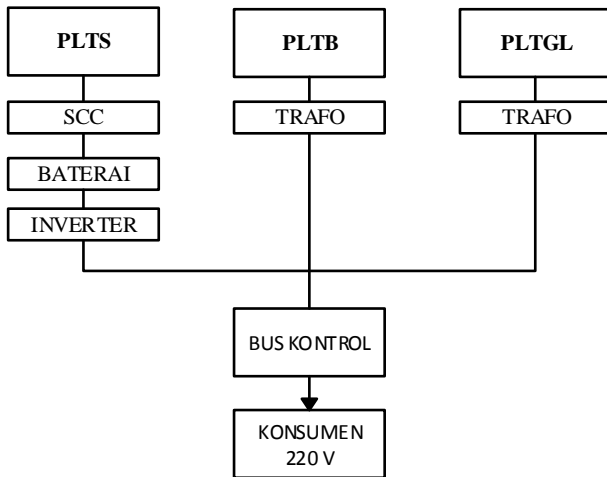 PLTS
PLTB
PLTGL
SCC
TRAFO
TRAFO
BATERAI
INVERTER
BUS KONTROL
KONSUMEN
220 V